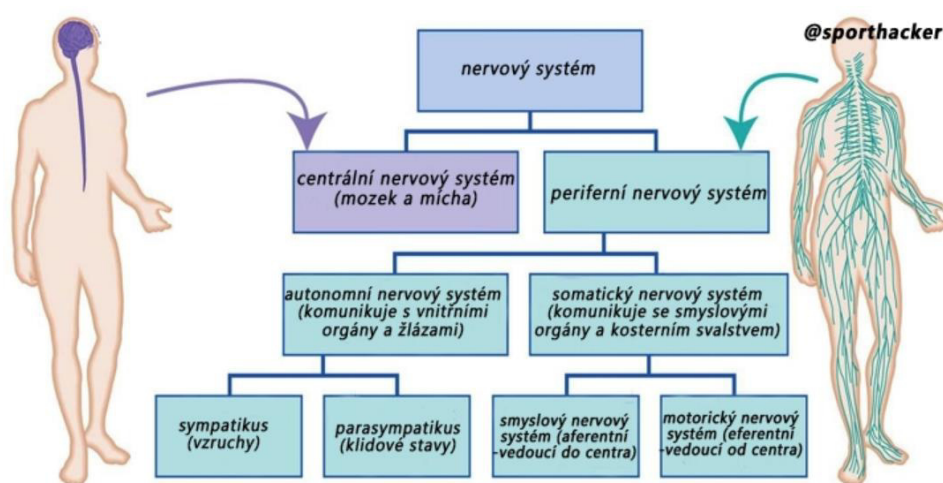 @sporthacker
nervový systém
centrální nervový systém
(mozek a mícha)
periferní nervový systém
autonomní nervový systém
(komunikuje s vnitřními
orgány a žlázami)
somatický nervový systém
(komunikuje se smyslovými
orgány a kosterním svalstvem)
sympatikus
(vzruchy)
parasympatikus
(klidové stavy)
smyslový nervový
systém (aferentní
-vedoucí do centra)
motorický nervový
systém (eferentní
-vedoucí od centra)